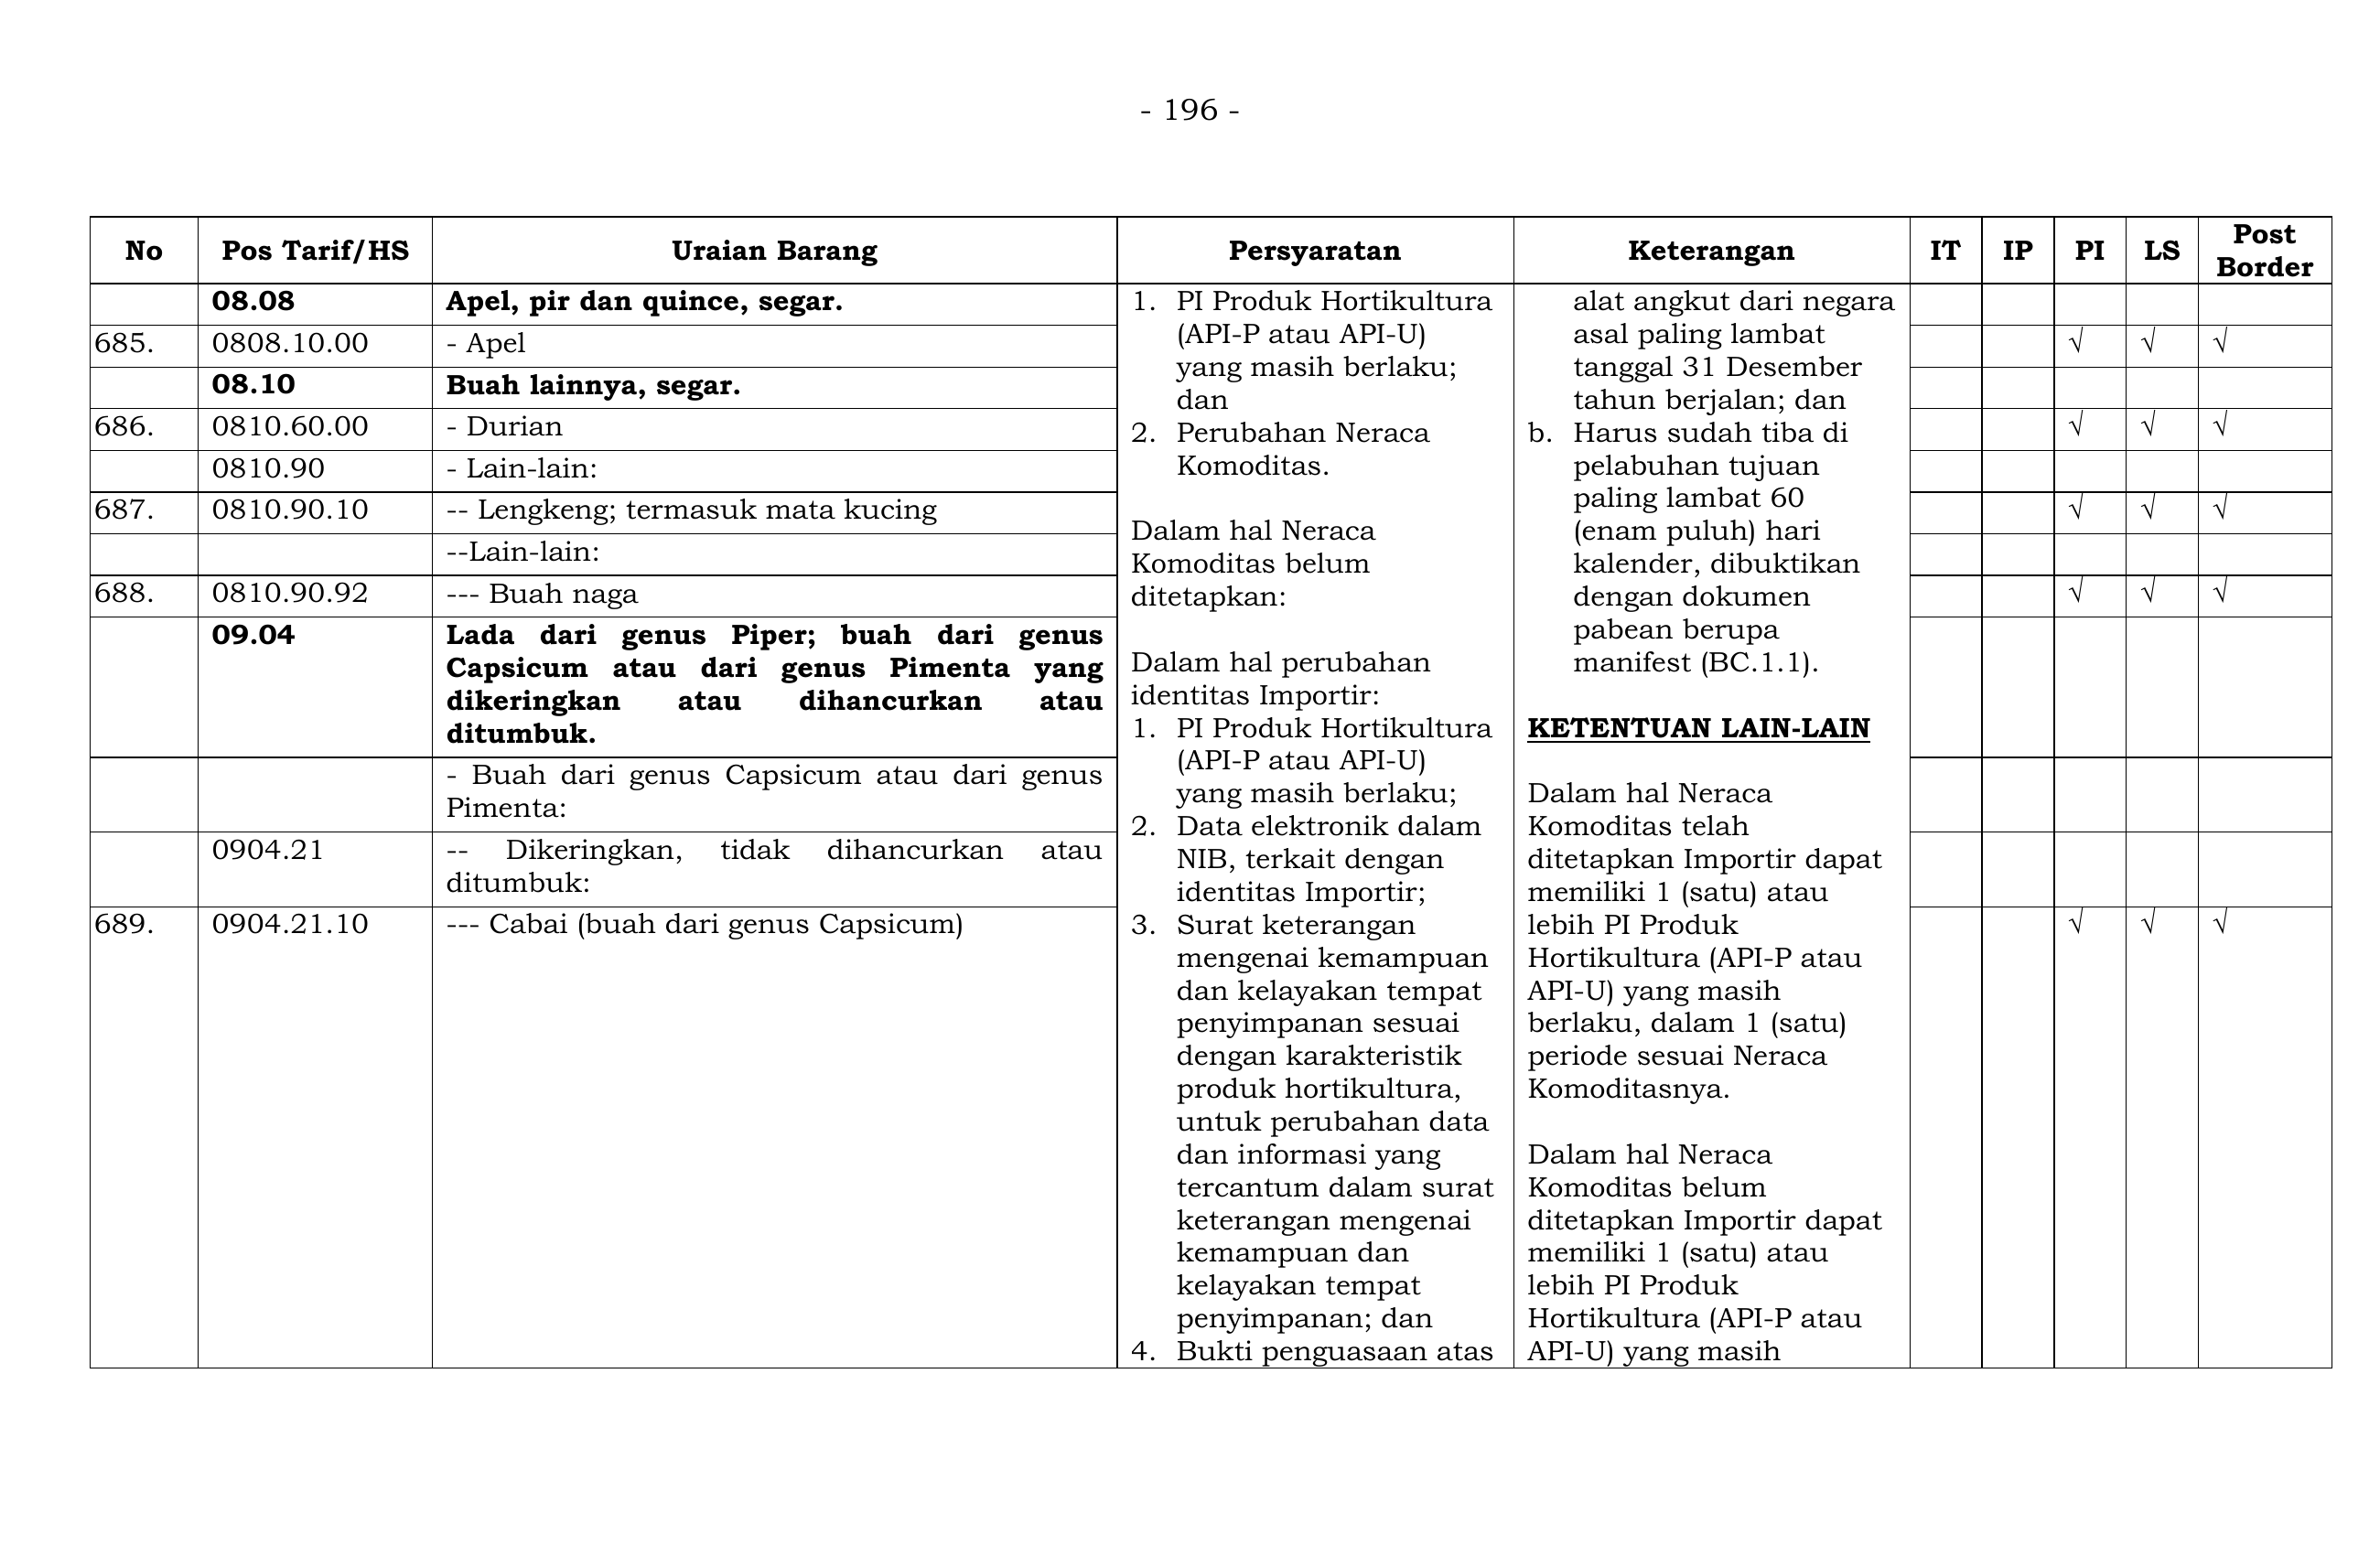 - 196 -
No Pos Tarif/HS Uraian Barang Persyaratan Keterangan IT IP PI LS Post Border
08.08 Apel, pir dan quince, segar.
685. 0808.10.00 - Apel √ √ √
08.10 Buah lainnya, segar.
686. 0810.60.00 - Durian √ √ √
0810.90 - Lain-lain:
687. 0810.90.10 -- Lengkeng; termasuk mata kucing √ √ √
--Lain-lain:
688. 0810.90.92 --- Buah naga √ √ √
09.04 Lada dari genus Piper; buah dari genus
Capsicum atau dari genus Pimenta yang
dikeringkan atau dihancurkan atau
ditumbuk.
- Buah dari genus Capsicum atau dari genus
Pimenta:
0904.21 -- Dikeringkan, tidak dihancurkan atau
ditumbuk:
689. 0904.21.10 --- Cabai (buah dari genus Capsicum) √ √ √
1. PI Produk Hortikultura
(API-P atau API-U)
yang masih berlaku;
dan
2. Perubahan Neraca
Komoditas.
Dalam hal Neraca
Komoditas belum
ditetapkan:
Dalam hal perubahan
identitas Importir:
1. PI Produk Hortikultura
(API-P atau API-U)
yang masih berlaku;
2. Data elektronik dalam
NIB, terkait dengan
identitas Importir;
3. Surat keterangan
mengenai kemampuan
dan kelayakan tempat
penyimpanan sesuai
dengan karakteristik
produk hortikultura,
untuk perubahan data
dan informasi yang
tercantum dalam surat
keterangan mengenai
kemampuan dan
kelayakan tempat
penyimpanan; dan
4. Bukti penguasaan atas
alat angkut dari negara
asal paling lambat
tanggal 31 Desember
tahun berjalan; dan
b. Harus sudah tiba di
pelabuhan tujuan
paling lambat 60
(enam puluh) hari
kalender, dibuktikan
dengan dokumen
pabean berupa
manifest (BC.1.1).
KETENTUAN LAIN-LAIN
Dalam hal Neraca
Komoditas telah
ditetapkan Importir dapat
memiliki 1 (satu) atau
lebih PI Produk
Hortikultura (API-P atau
API-U) yang masih
berlaku, dalam 1 (satu)
periode sesuai Neraca
Komoditasnya.
Dalam hal Neraca
Komoditas belum
ditetapkan Importir dapat
memiliki 1 (satu) atau
lebih PI Produk
Hortikultura (API-P atau
API-U) yang masih